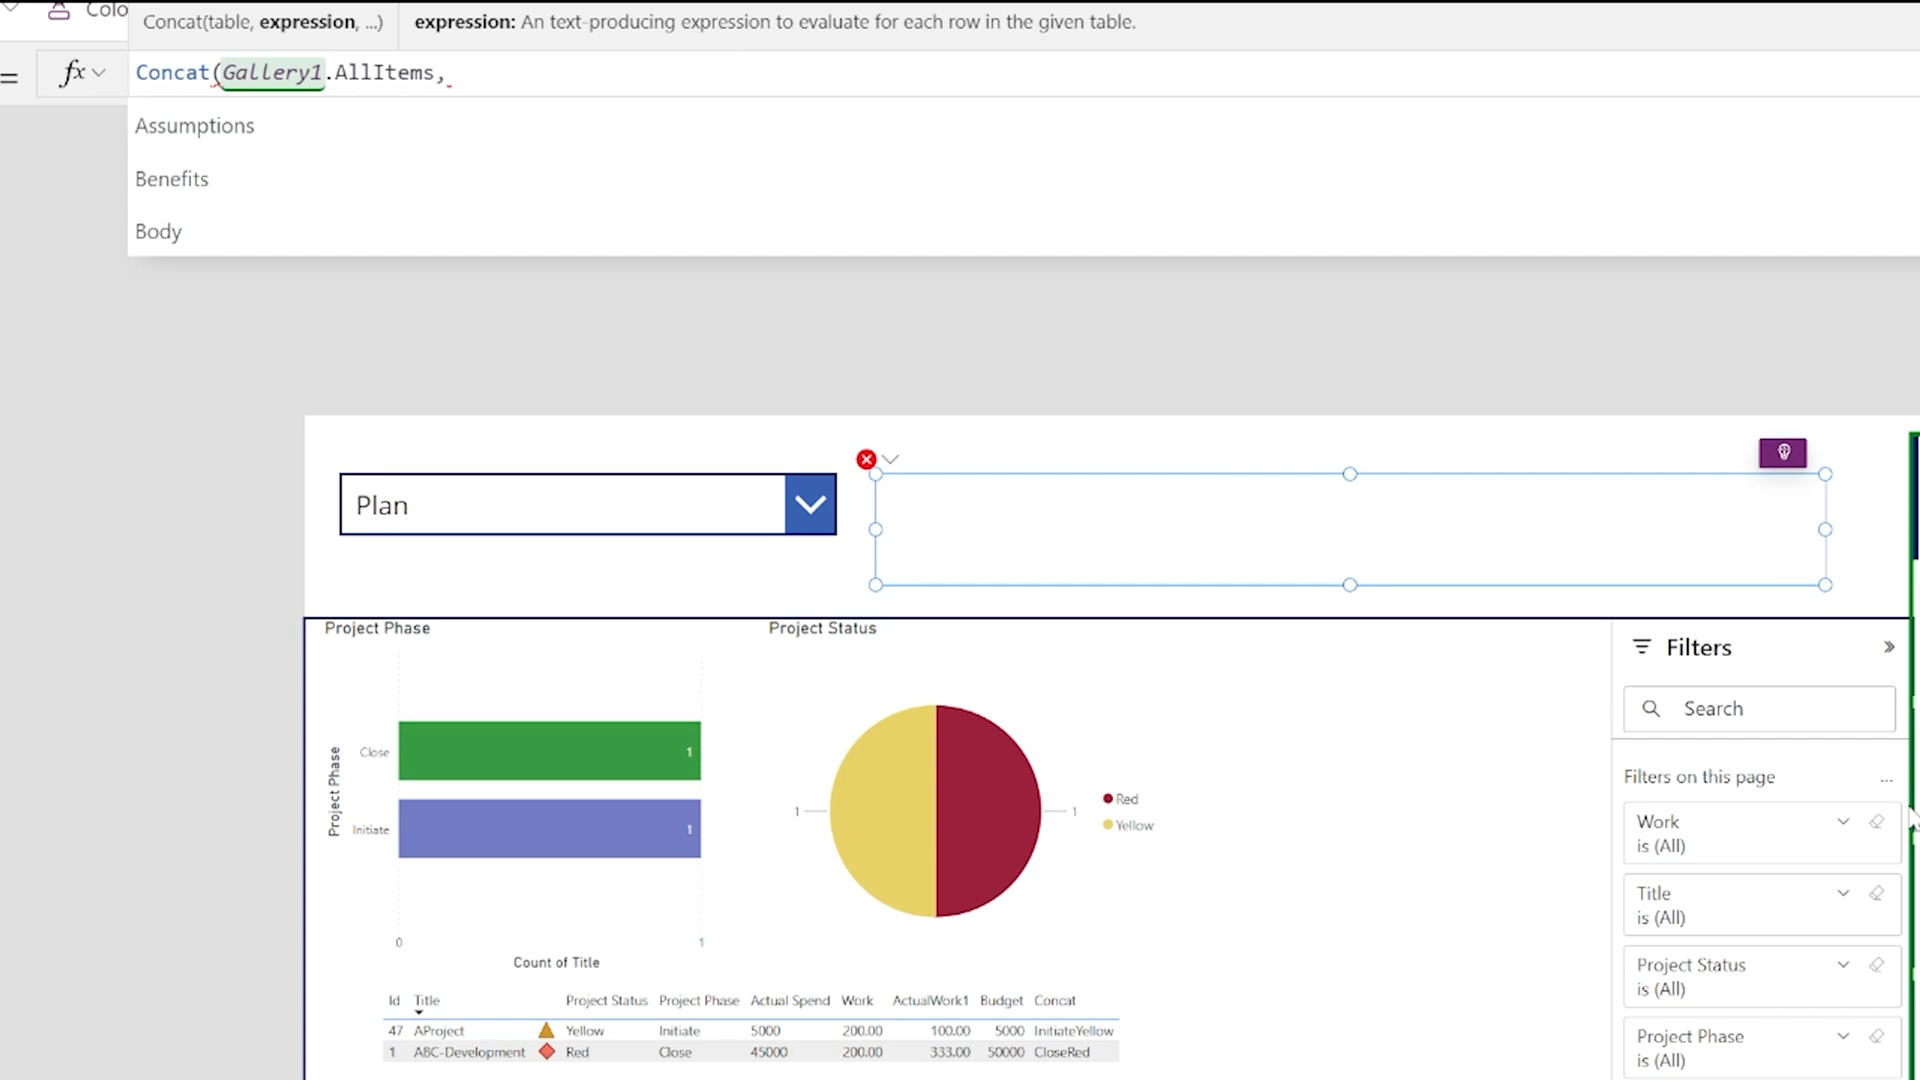 Colo
Concat(table, expression, ...) expression: An text-producing expression to evaluate for each row in the given table.
= fx Concat(Gallery1.AllItems,
Assumptions
Benefits
Body
Plan
Project Phase
Project Status
Filters
Search
Filters on this page
...
Work
is (All)
Title
is (All)
Project Status
is (All)
Project Phase
is (All)
Project Phase
Close
1
Initiate
1
0
1
Count of Title
1
1
Red
Yellow
Id Title Project Status Project Phase Actual Spend Work ActualWork1 Budget Concat
47 AProject Yellow Initiate 5000 200.00 100.00 5000 InitiateYellow
1 ABC-Development Red Close 45000 200.00 333.00 50000 CloseRed